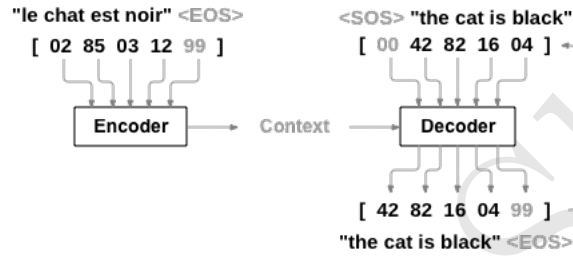 "le chat est noir" <EOS>
[ 02 85 03 12 99 ]
Encoder
Context
<SOS> "the cat is black"
[ 00 42 82 16 04 ]
Decoder
[ 42 82 16 04 99 ]
"the cat is black" <EOS>